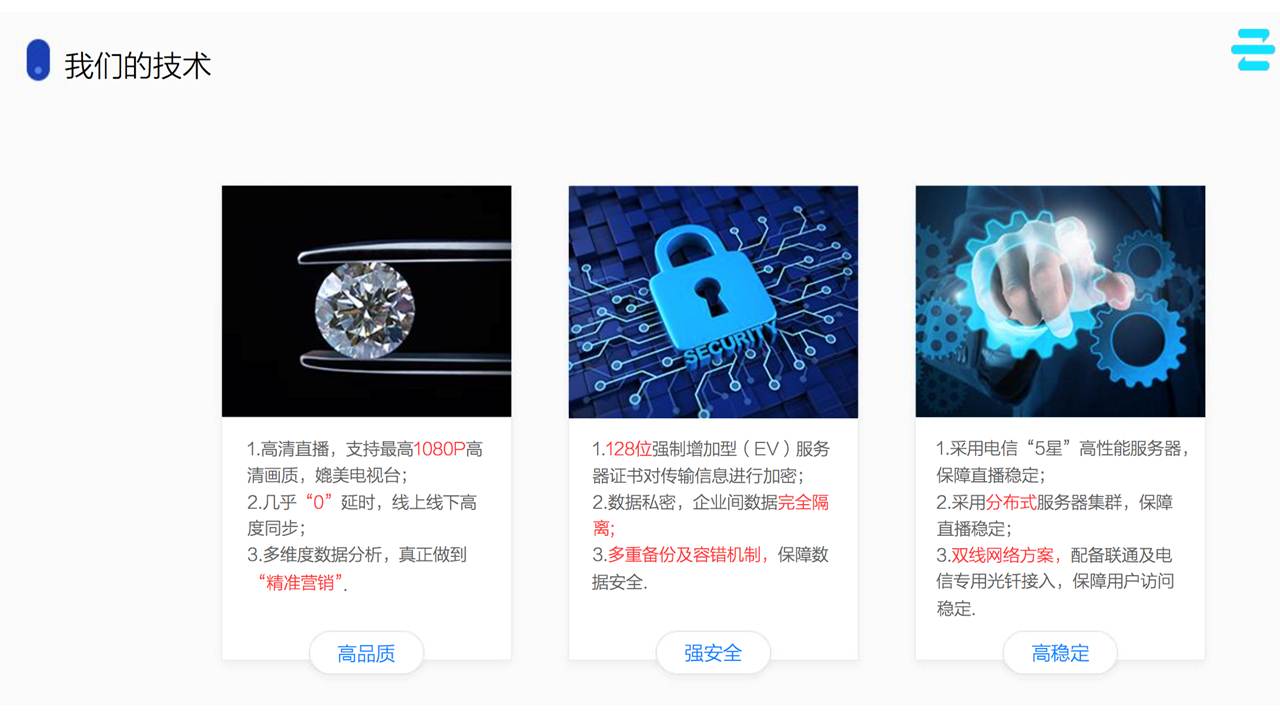 我们的技术
SECURITY
1.高清直播，支持最高1080P高
清画质，媲美电视台；
2.几乎“0”延时，线上线下高
度同步；
3.多维度数据分析，真正做到
“精准营销”.
高品质
1.128位强制增加型（EV）服务
器证书对传输信息进行加密；
2.数据私密，企业间数据完全隔
离；
3.多重备份及容错机制，保障数
据安全.
强安全
1.采用电信“5星”高性能服务器，
保障直播稳定；
2.采用分布式服务器集群，保障
直播稳定；
3.双线网络方案，配备联通及电
信专用光钎接入，保障用户访问
稳定.
高稳定